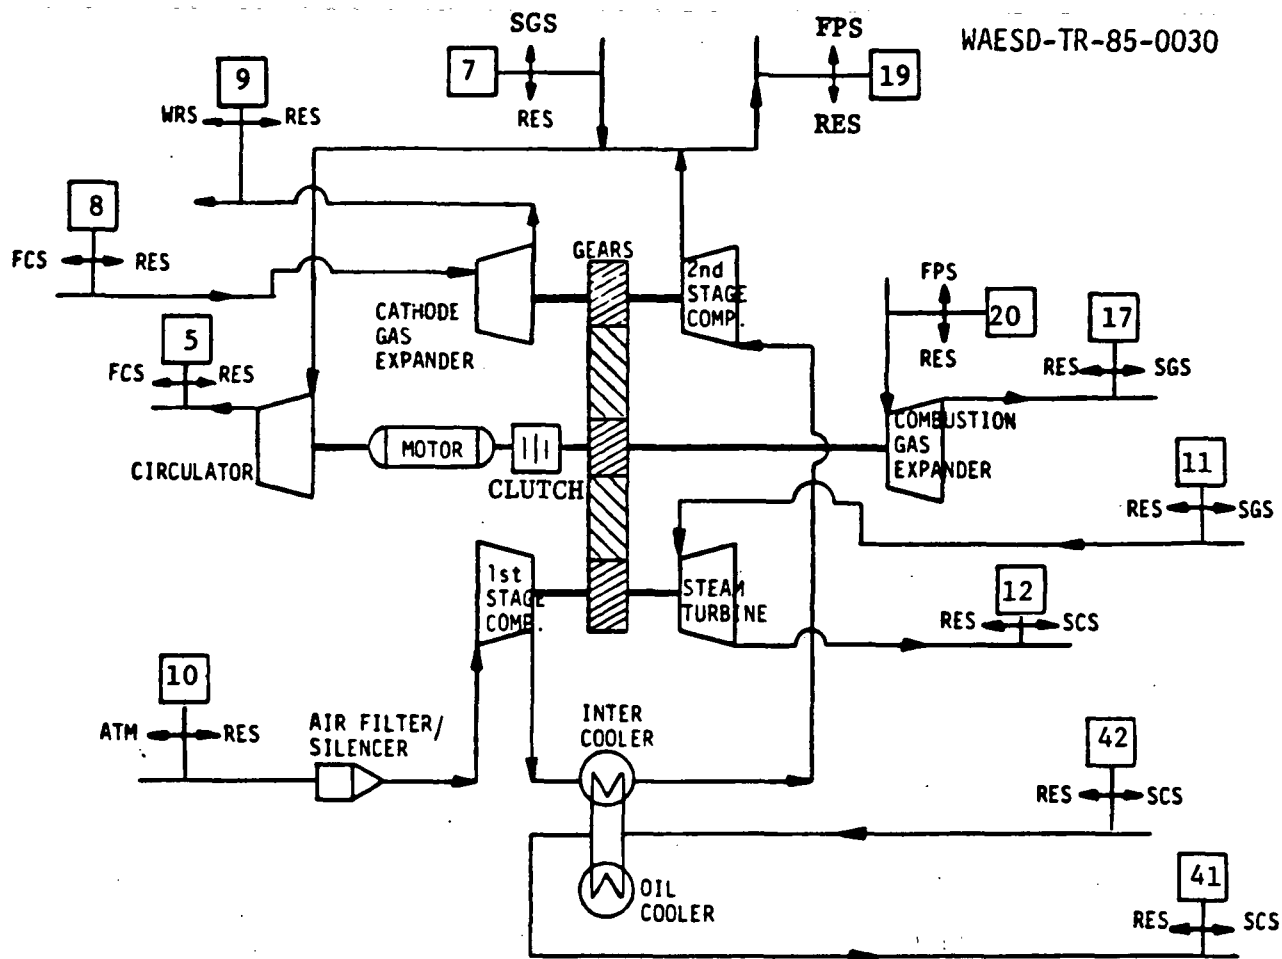 WAESD-TR-85-0030
SGS
7
RES
FPS
19
RES
9
WRS RES
8
FCS RES
GEARS
2nd
STAGE
COMP.
CATHODE
GAS
EXPANDER
FPS
20
RES
17
RES SGS
5
FCS RES
CIRCULATOR
MOTOR
CLUTCH
COMBUSTION
GAS
EXPANDER
11
RES SGS
1st
STAGE
COMP.
STEAM
TURBINE
12
RES SCS
10
ATM RES
AIR FILTER/
SILENCER
INTER
COOLER
42
RES SCS
OIL
COOLER
41
RES SCS